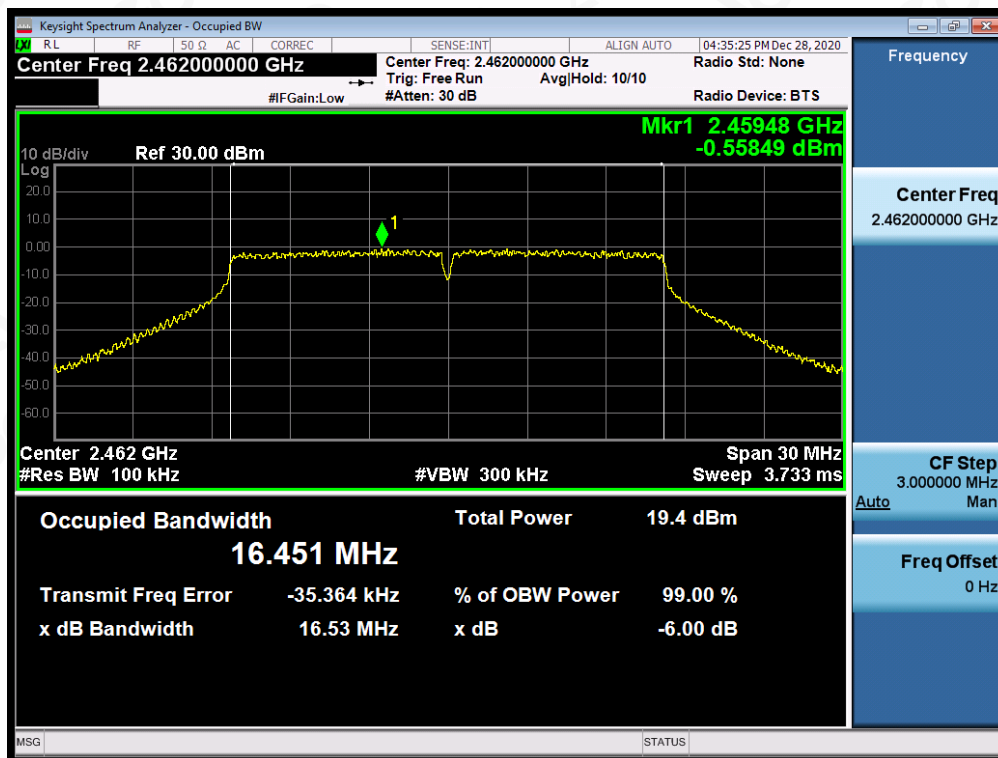 Keysight Spectrum Analyzer - Occupied BW
LXI RL RF 50 Ω AC CORREC SENSE:INT ALIGN AUTO 04:35:25 PM Dec 28, 2020
Center Freq 2.462000000 GHz
Center Freq: 2.462000000 GHz
Radio Std: None
Trig: Free Run Avg|Hold: 10/10
#IFGain:Low
#Atten: 30 dB
Radio Device: BTS
Mkr1 2.45948 GHz
-0.55849 dBm
10 dB/div Ref 30.00 dBm
Log
20.0
10.0
1
0.00
-10.0
-20.0
-30.0
-40.0
-50.0
-60.0
Center 2.462 GHz Span 30 MHz
#Res BW 100 kHz #VBW 300 kHz Sweep 3.733 ms
Occupied Bandwidth Total Power 19.4 dBm
16.451 MHz
Transmit Freq Error -35.364 kHz % of OBW Power 99.00 %
x dB Bandwidth 16.53 MHz x dB -6.00 dB
MSG STATUS
Frequency
Center Freq
2.462000000 GHz
CF Step
3.000000 MHz
Auto Man
Freq Offset
0 Hz